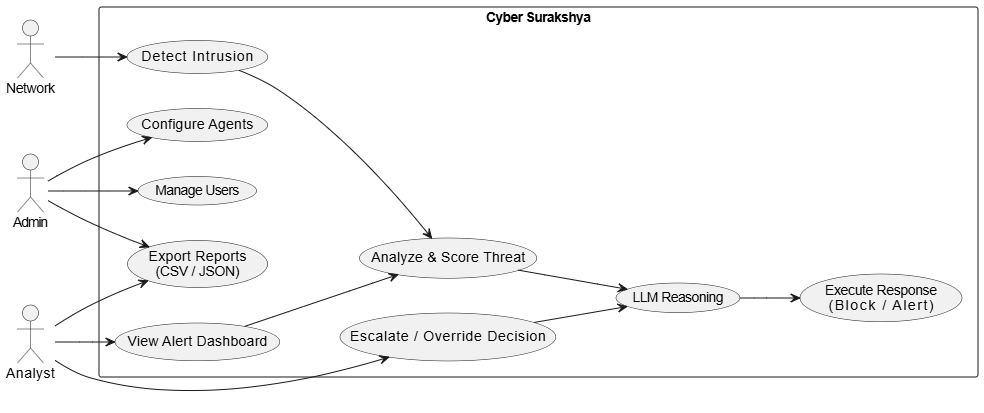 Cyber Surakshya
Network
Detect Intrusion
Configure Agents
Admin
Manage Users
Export Reports
(CSV / JSON)
Analyze & Score Threat
LLM Reasoning
Execute Response
(Block / Alert)
Analyst
View Alert Dashboard
Escalate / Override Decision